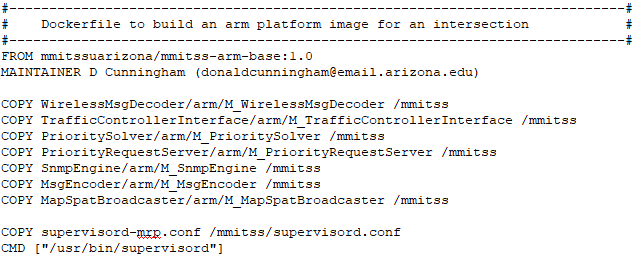 #-----------------------------------------------------------------------------#
#    Dockerfile to build an arm platform image for an intersection            #
#-----------------------------------------------------------------------------#
FROM mmitssuarizona/mmitss-arm-base:1.0
MAINTAINER D Cunningham (donaldcunningham@email.arizona.edu)
COPY WirelessMsgDecoder/arm/M_WirelessMsgDecoder /mmitss
COPY TrafficControllerInterface/arm/M_TrafficControllerInterface /mmitss
COPY PrioritySolver/arm/M_PrioritySolver /mmitss
COPY PriorityRequestServer/arm/M_PriorityRequestServer /mmitss
COPY SnmpEngine/arm/M_SnmpEngine /mmitss
COPY MsgEncoder/arm/M_MsgEncoder /mmitss
COPY MapSpatBroadcaster/arm/M_MapSpatBroadcaster /mmitss
COPY supervisord-mrp.conf /mmitss/supervisord.conf
CMD ["/usr/bin/supervisord"]